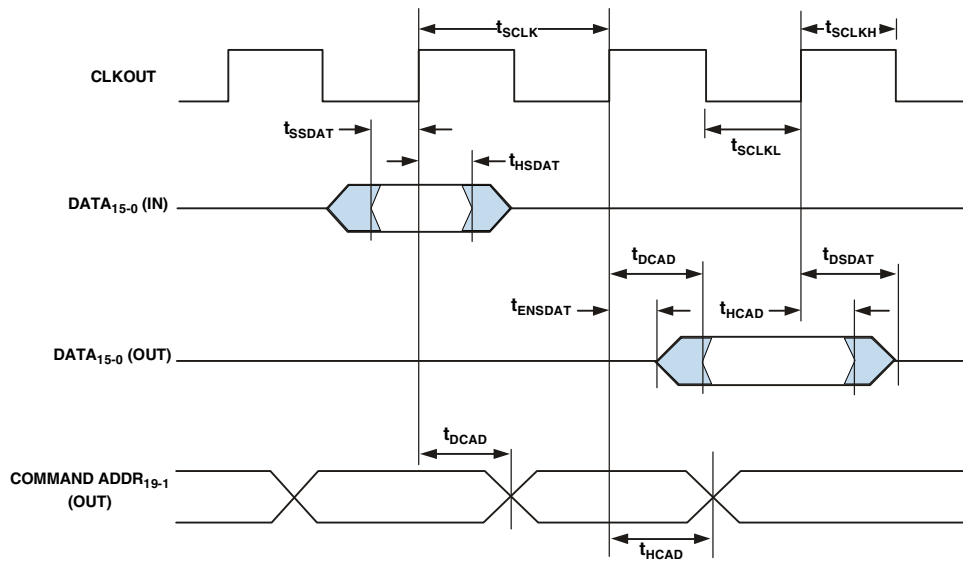 tSCLK
tSCLKH
CLKOUT
tSSDAT
tSCLKL
tHSDAT
DATA15-0 (IN)
tDCAD
tDSDAT
tENSDAT
tHCAD
DATA15-0 (OUT)
tDCAD
COMMAND ADDR19-1
(OUT)
tHCAD